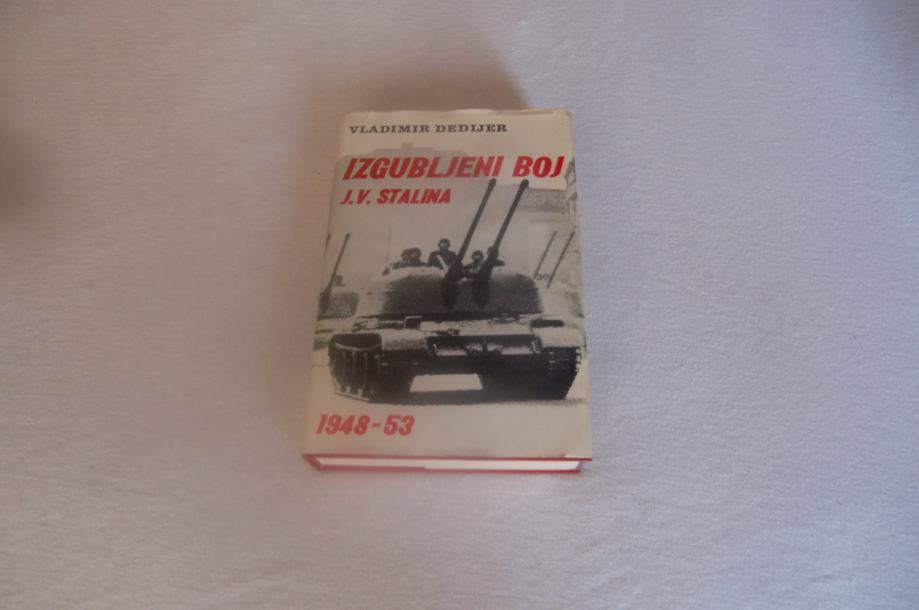 VLADIMIR DEDIJER
IZGUBLJENI BOJ
J.V. STALINA
1948-53